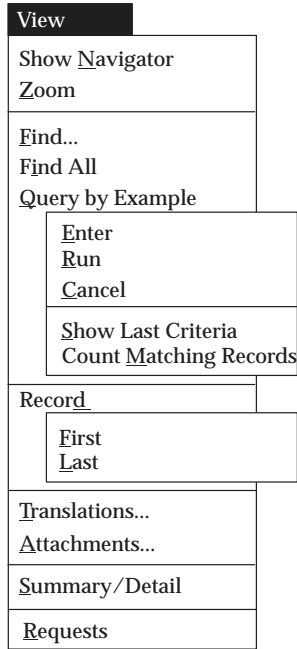 View
Show Navigator
Zoom
Find...
Find All
Query by Example
Enter
Run
Cancel
Show Last Criteria
Count Matching Records
Record
First
Last
Translations...
Attachments...
Summary/Detail
Requests